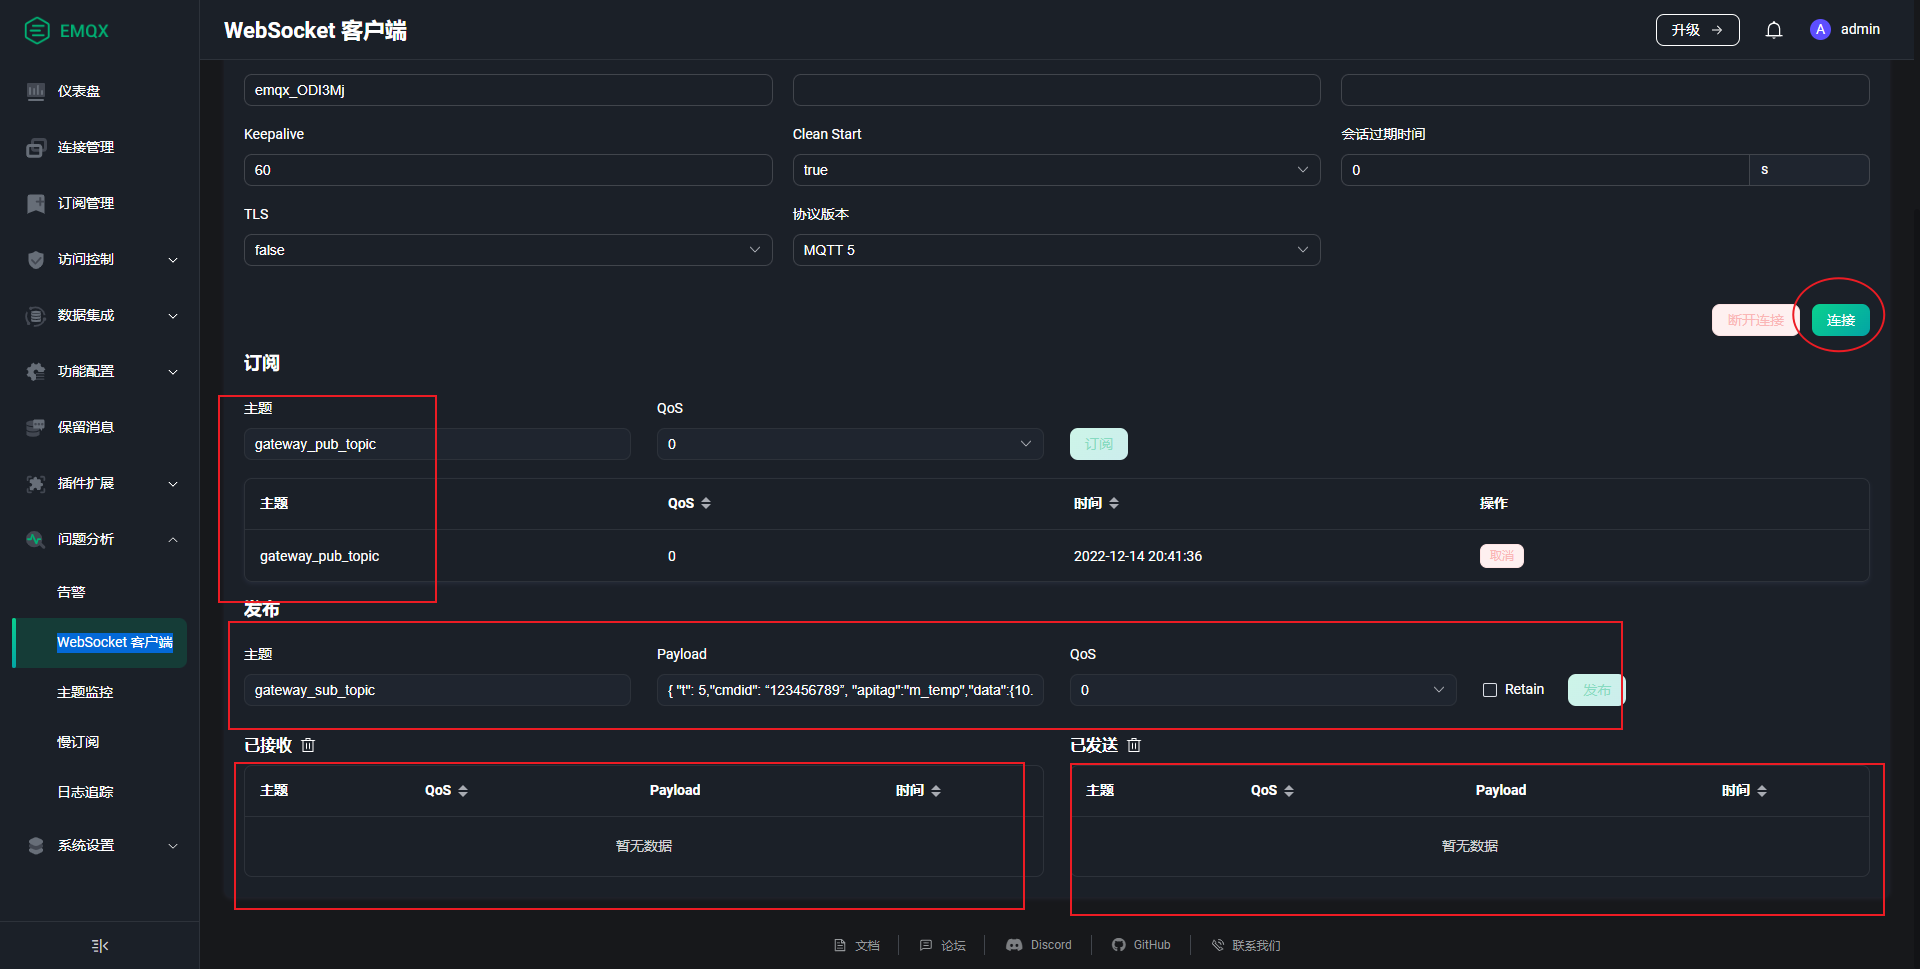 EMQX
WebSocket 客户端
升级 →
A admin
仪表盘
连接管理
订阅管理
访问控制
数据集成
功能配置
保留消息
插件扩展
问题分析
告警
WebSocket 客户端
主题监控
慢订阅
日志追踪
系统设置
emqx_ODI3Mj
Keepalive Clean Start 会话过期时间
60 true 0 s
TLS 协议版本
false MQTT 5
断开连接 连接
订阅
主题 QoS
gateway_pub_topic 0 订阅
主题 QoS 时间 操作
gateway_pub_topic 0 2022-12-14 20:41:36 取消
发布
主题 Payload QoS
gateway_sub_topic { "t": 5,"cmdid": “123456789”, "apitag":"m_temp","data":{10. 0 Retain 发布
已接收 已发送
主题 QoS Payload 时间 主题 QoS Payload 时间
暂无数据 暂无数据
文档 论坛 Discord GitHub 联系我们